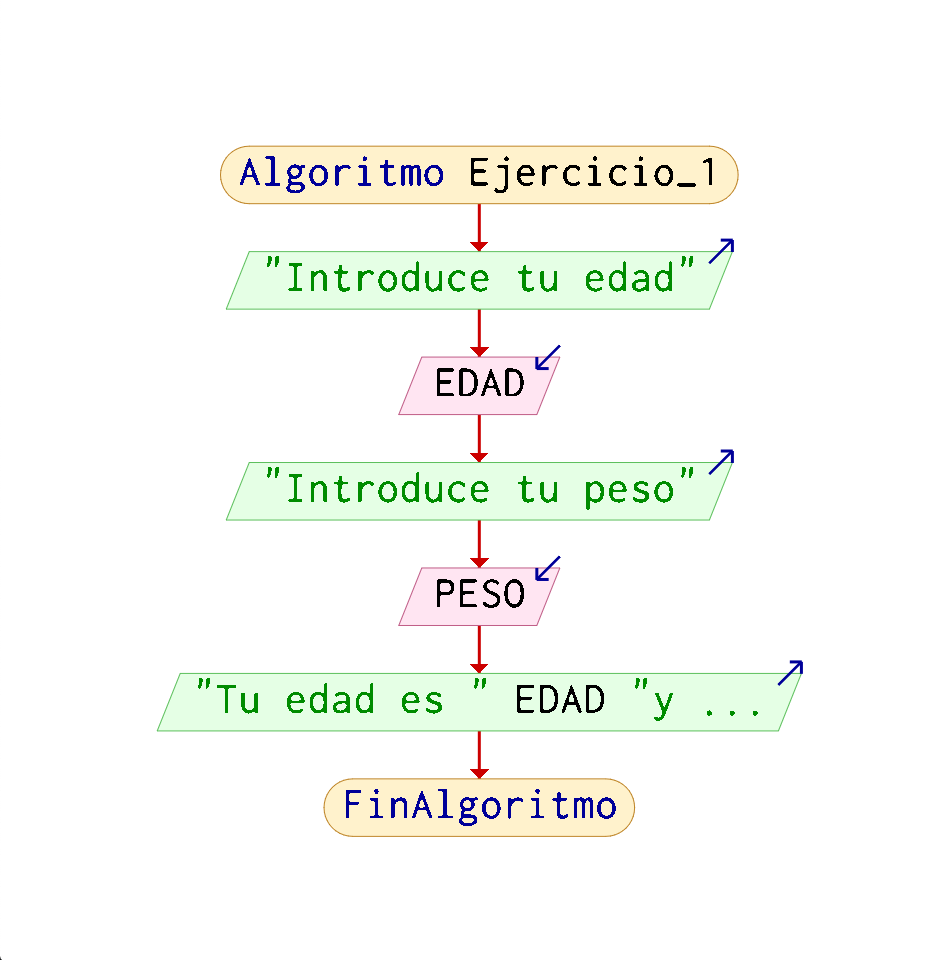 Algoritmo Ejercicio_1
"Introduce tu edad"
EDAD
"Introduce tu peso"
PESO
"Tu edad es " EDAD "y ...
FinAlgoritmo